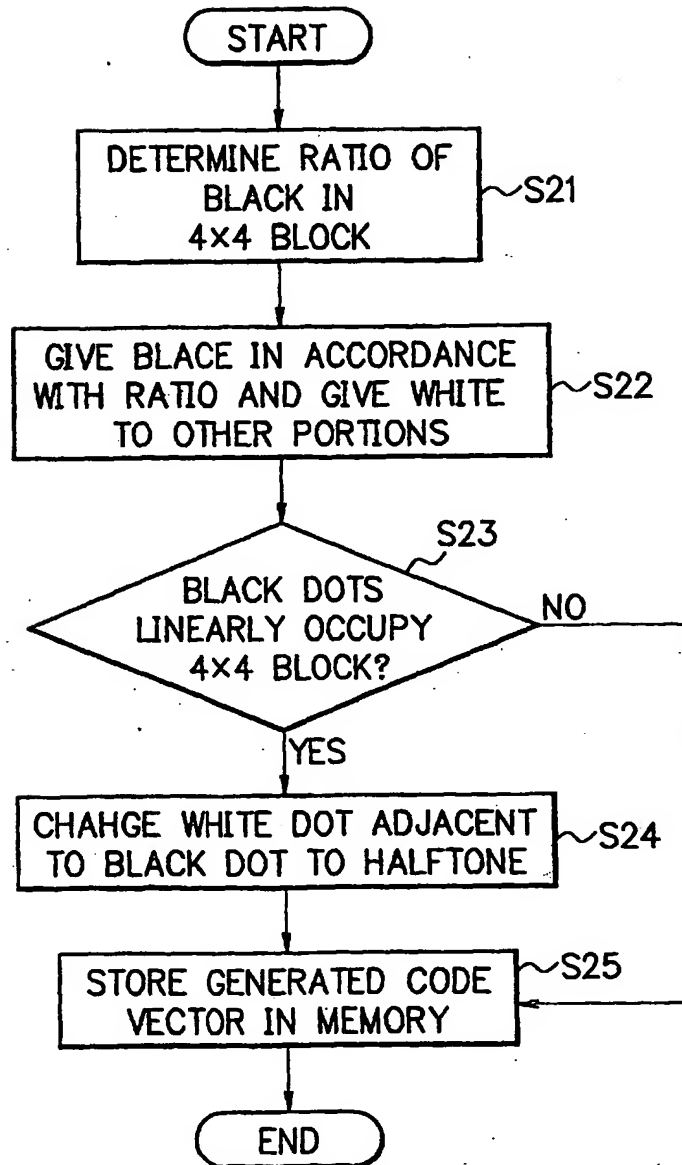 START
DETERMINE RATIO OF
BLACK IN
4×4 BLOCK
S21
GIVE BLACE IN ACCORDANCE
WITH RATIO AND GIVE WHITE
TO OTHER PORTIONS
S22
S23
BLACK DOTS
LINEARLY OCCUPY
4×4 BLOCK?
NO
YES
CHAHGE WHITE DOT ADJACENT
TO BLACK DOT TO HALFTONE
S24
STORE GENERATED CODE
VECTOR IN MEMORY
S25
END